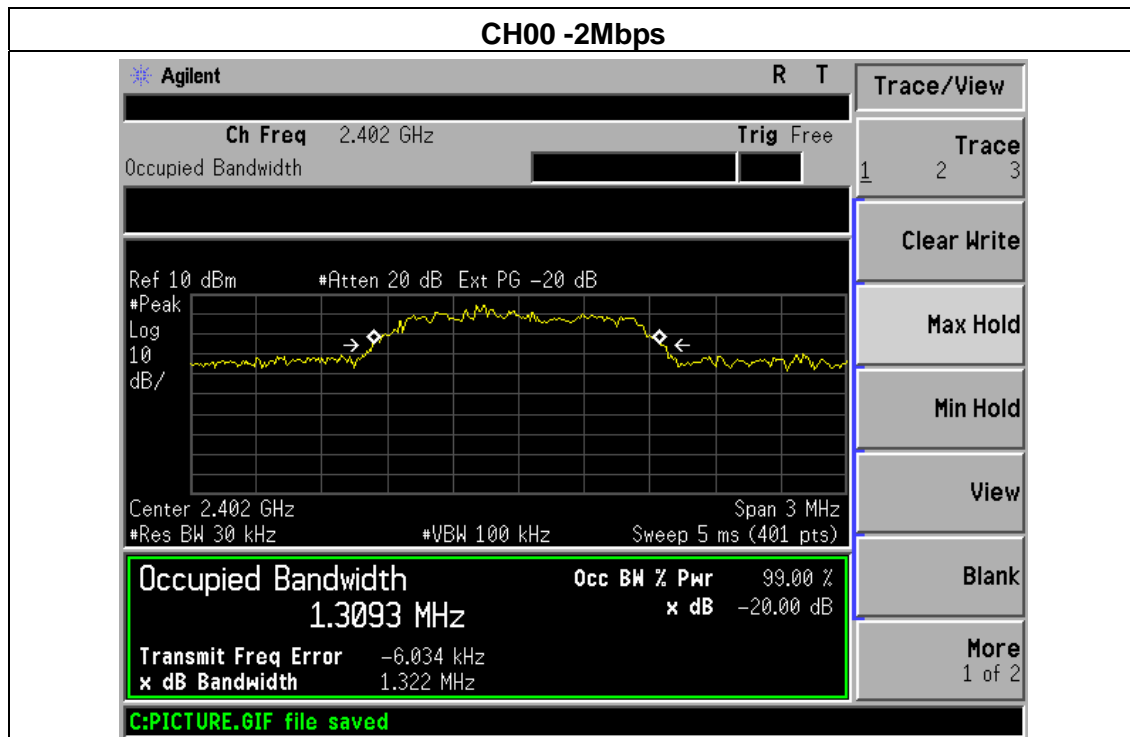 CH00 -2Mbps
Agilent R T
Trace/View
Ch Freq 2.402 GHz Trig Free
Occupied Bandwidth
Trace
1 2 3
Clear Write
Ref 10 dBm #Atten 20 dB Ext PG −20 dB
#Peak
Log
10
dB/
Max Hold
Min Hold
View
Center 2.402 GHz Span 3 MHz
#Res BW 30 kHz #VBW 100 kHz Sweep 5 ms (401 pts)
Occupied Bandwidth Occ BW % Pwr 99.00 %
1.3093 MHz x dB −20.00 dB
Blank
Transmit Freq Error −6.034 kHz
x dB Bandwidth 1.322 MHz
More
1 of 2
C:PICTURE.GIF file saved